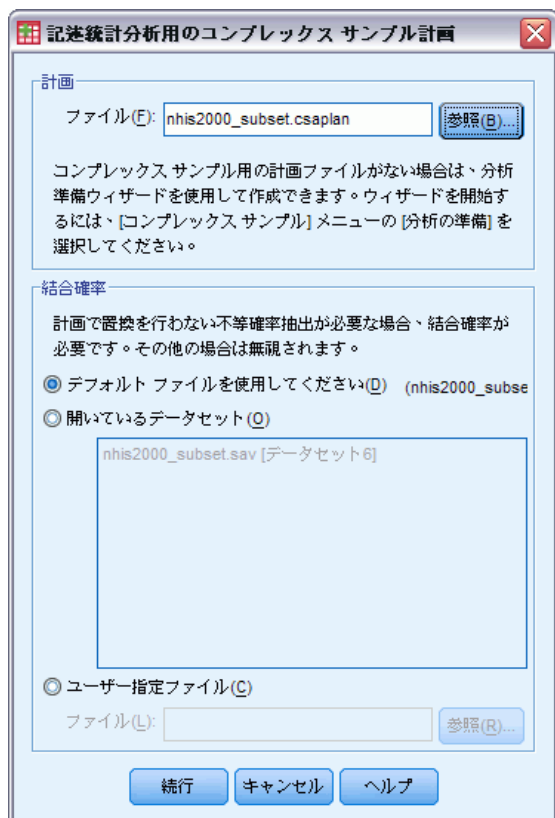 記述統計分析用のコンプレックス サンプル計画
計画
ファイル(F): nhis2000_subset.csaplan 参照(B)...
コンプレックス サンプル用の計画ファイルがない場合は、分析
準備ウィザードを使用して作成できます。ウィザードを開始す
るには、[コンプレックス サンプル] メニューの [分析の準備] を
選択してください。
結合確率
計画で置換を行わない不等確率抽出が必要な場合、結合確率が
必要です。その他の場合は無視されます。
デフォルト ファイルを使用してください(D) (nhis2000_subse
開いているデータセット(O)
nhis2000_subset.sav [データセット6]
ユーザー指定ファイル(C)
ファイル(L): 参照(R)...
続行 キャンセル ヘルプ